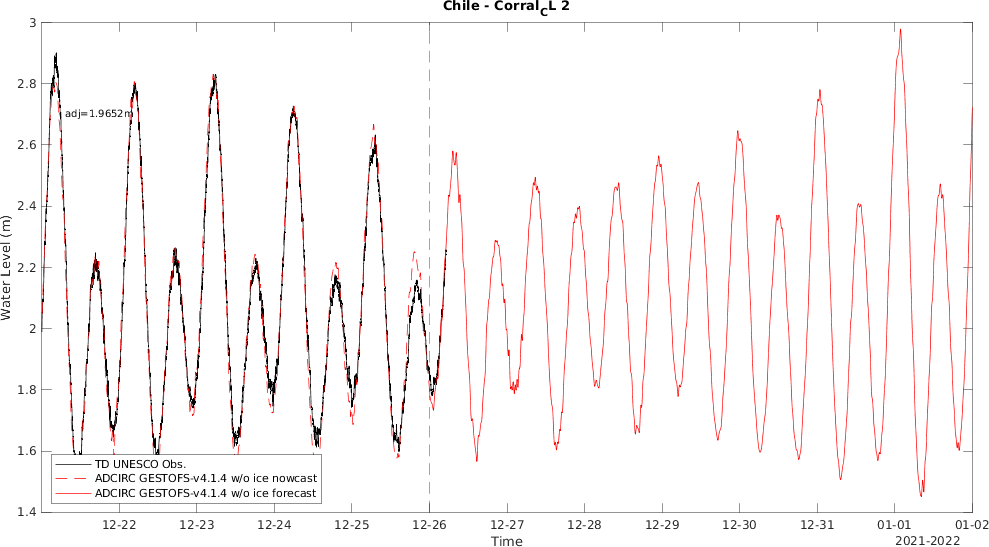 Chile - Corral_CL 2
3
2.8
2.6
2.4
2.2
2
1.8
1.6
1.4
Water Level (m)
adj=1.9652m
TD UNESCO Obs.
ADCIRC GESTOFS-v4.1.4 w/o ice nowcast
ADCIRC GESTOFS-v4.1.4 w/o ice forecast
12-22 12-23 12-24 12-25 12-26 12-27 12-28 12-29 12-30 12-31 01-01 01-02
Time
2021-2022